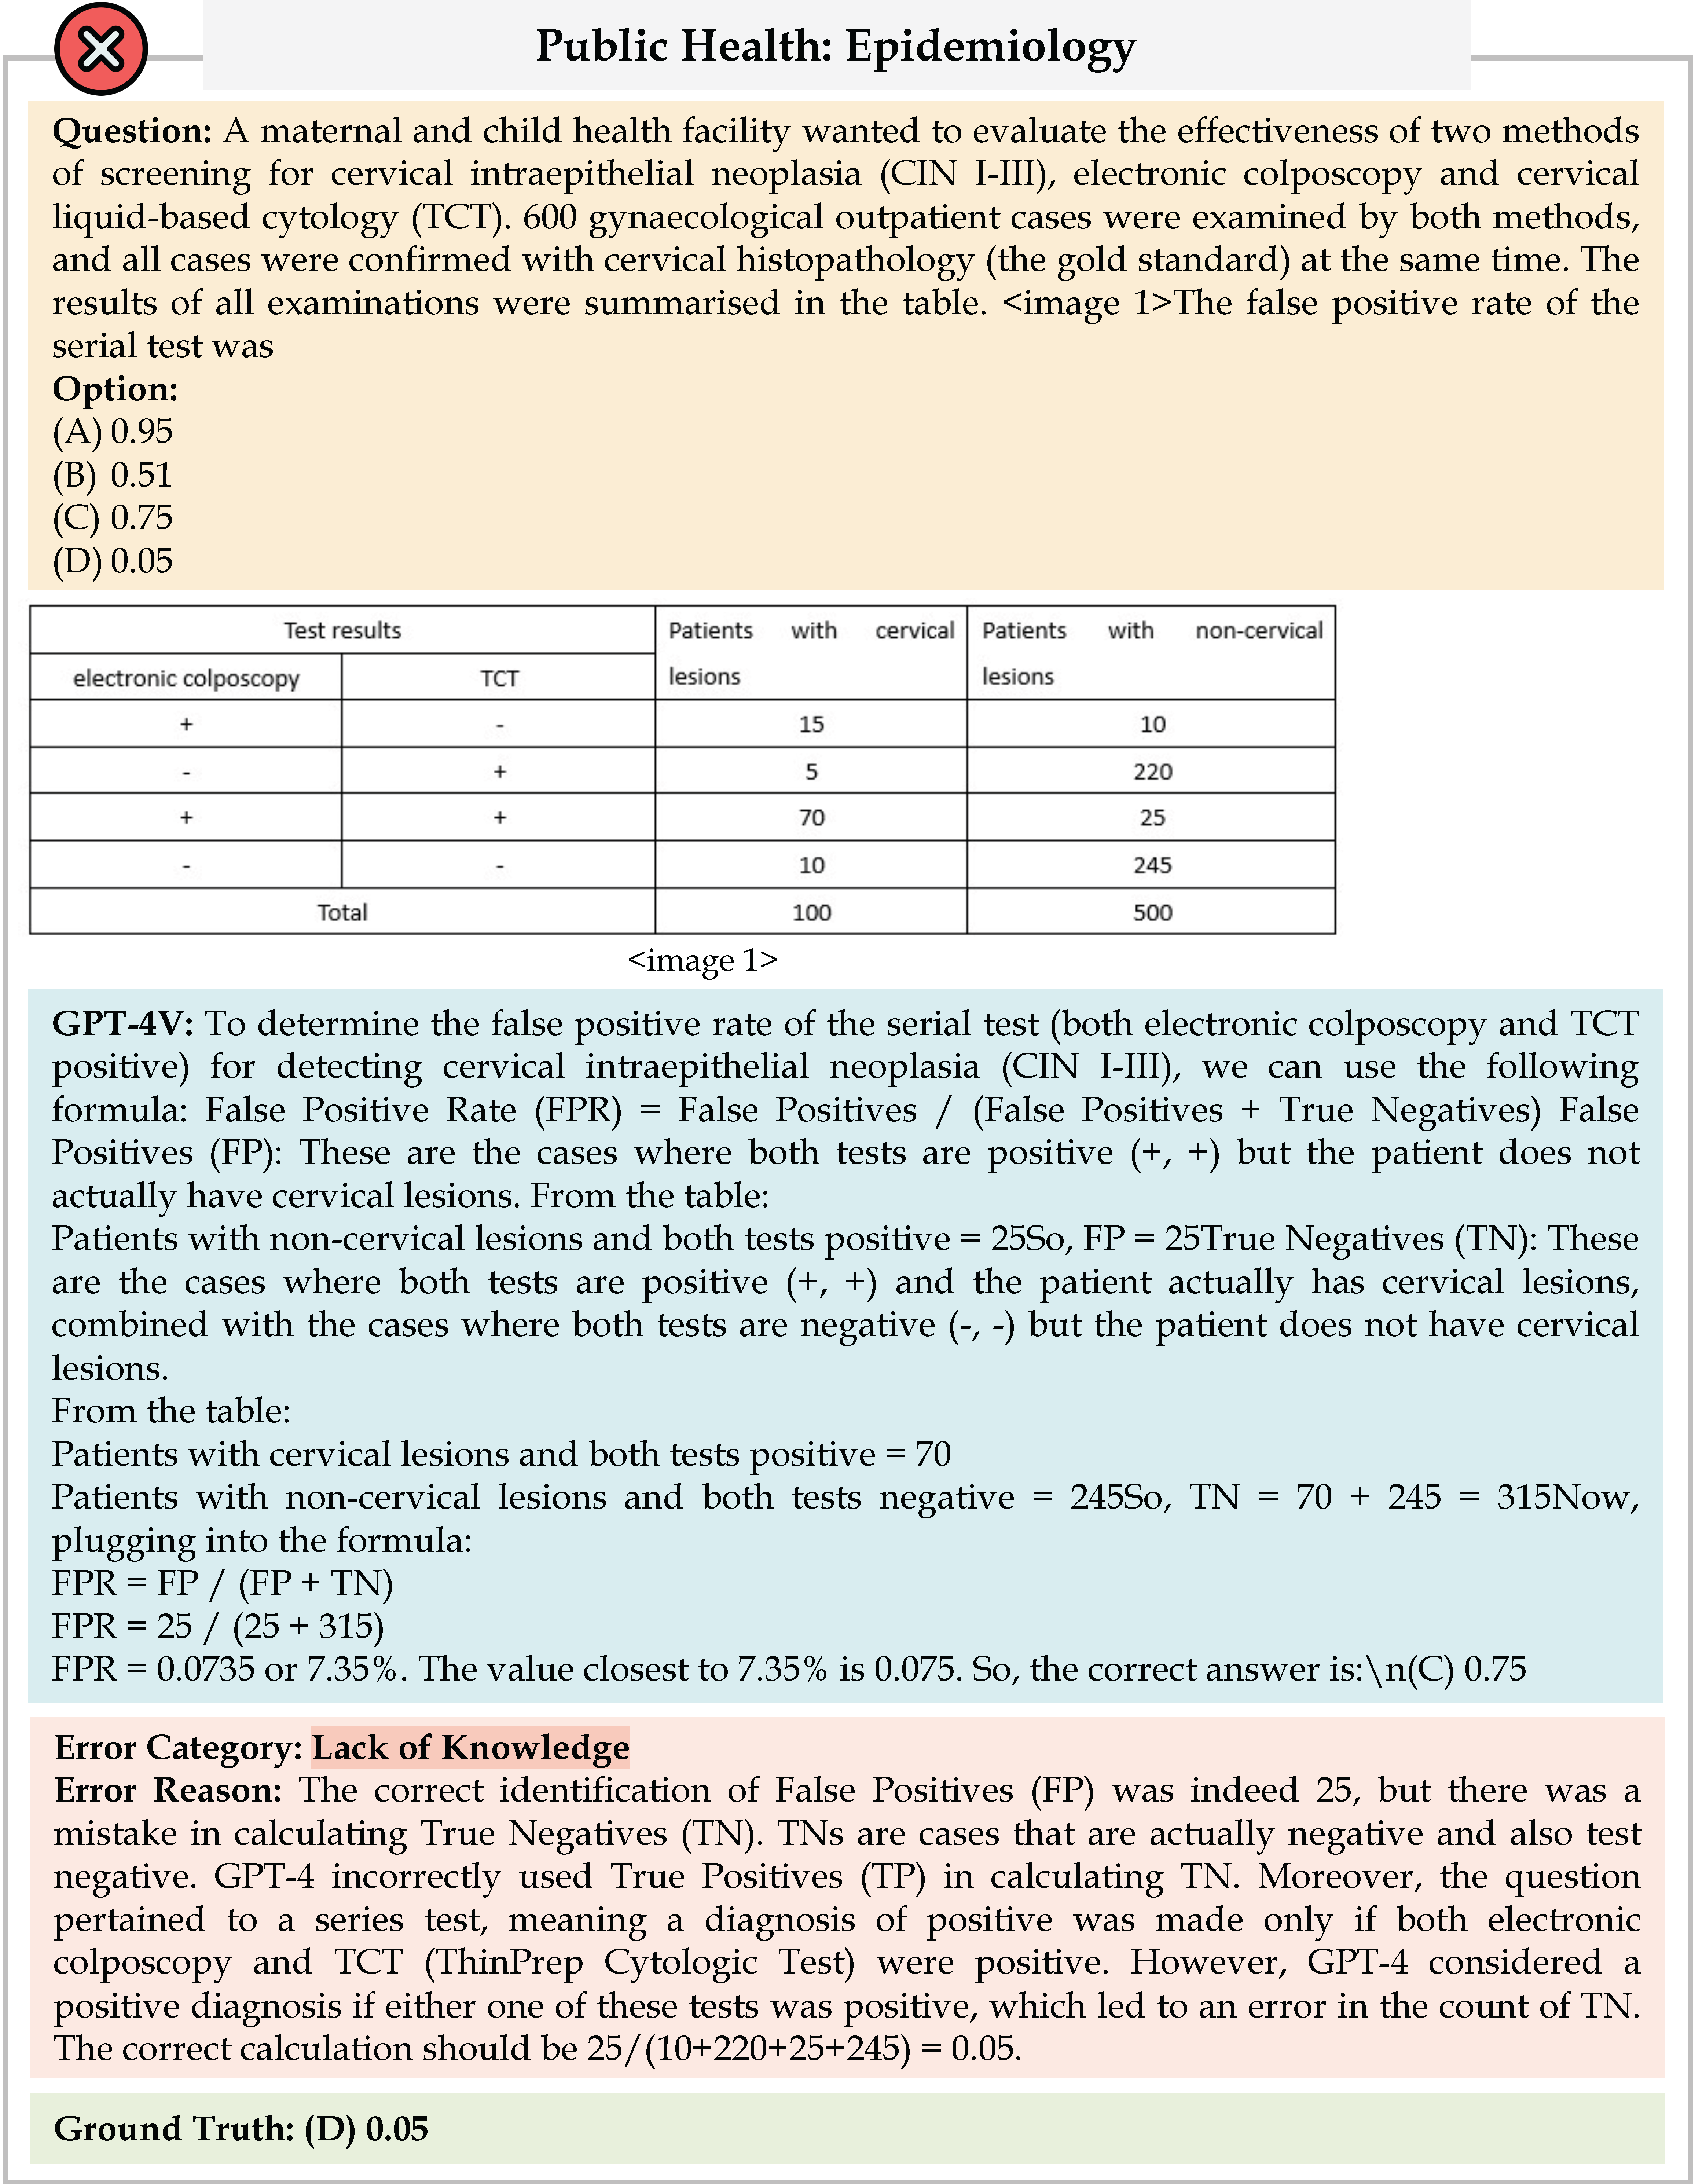 Public Health: Epidemiology
Question: A maternal and child health facility wanted to evaluate the effectiveness of two methods
of screening for cervical intraepithelial neoplasia (CIN I-III), electronic colposcopy and cervical
liquid-based cytology (TCT). 600 gynaecological outpatient cases were examined by both methods,
and all cases were confirmed with cervical histopathology (the gold standard) at the same time. The
results of all examinations were summarised in the table. <image 1>The false positive rate of the
serial test was
Option:
(A) 0.95
(B) 0.51
(C) 0.75
(D) 0.05
Test results Patients with cervical lesions Patients with non-cervical lesions
electronic colposcopy TCT
+ - 15 10
- + 5 220
+ + 70 25
- - 10 245
Total 100 500
<image 1>
GPT-4V: To determine the false positive rate of the serial test (both electronic colposcopy and TCT
positive) for detecting cervical intraepithelial neoplasia (CIN I-III), we can use the following
formula: False Positive Rate (FPR) = False Positives / (False Positives + True Negatives) False
Positives (FP): These are the cases where both tests are positive (+, +) but the patient does not
actually have cervical lesions. From the table:
Patients with non-cervical lesions and both tests positive = 25So, FP = 25True Negatives (TN): These
are the cases where both tests are positive (+, +) and the patient actually has cervical lesions,
combined with the cases where both tests are negative (-, -) but the patient does not have cervical
lesions.
From the table:
Patients with cervical lesions and both tests positive = 70
Patients with non-cervical lesions and both tests negative = 245So, TN = 70 + 245 = 315Now,
plugging into the formula:
FPR = FP / (FP + TN)
FPR = 25 / (25 + 315)
FPR = 0.0735 or 7.35%. The value closest to 7.35% is 0.075. So, the correct answer is:\n(C) 0.75
Error Category: Lack of Knowledge
Error Reason: The correct identification of False Positives (FP) was indeed 25, but there was a
mistake in calculating True Negatives (TN). TNs are cases that are actually negative and also test
negative. GPT-4 incorrectly used True Positives (TP) in calculating TN. Moreover, the question
pertained to a series test, meaning a diagnosis of positive was made only if both electronic
colposcopy and TCT (ThinPrep Cytologic Test) were positive. However, GPT-4 considered a
positive diagnosis if either one of these tests was positive, which led to an error in the count of TN.
The correct calculation should be 25/(10+220+25+245) = 0.05.
Ground Truth: (D) 0.05